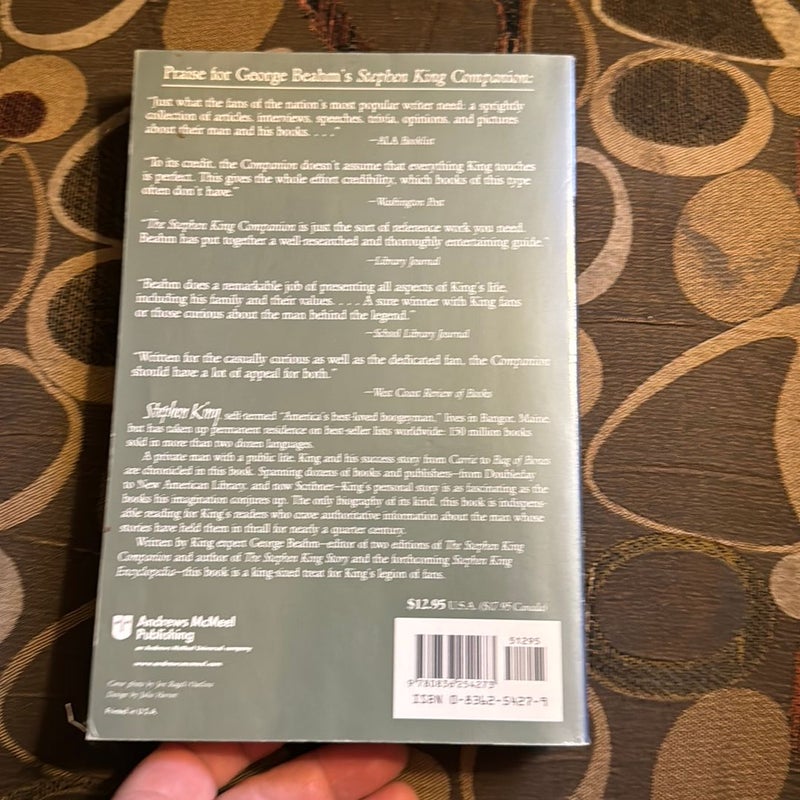 Praise for George Beahm's Stephen King Companion:
"Just what the fans of the nation's most popular writer need: a sprightly
collection of articles, interviews, speeches, trivia, opinions, and pictures
about their man and his books. . . ."
—ALA Booklist
"To its credit, the Companion doesn't assume that everything King touches
is perfect. This gives the whole effort credibility, which books of this type
often don't have."
—Washington Post
"The Stephen King Companion is just the sort of reference work you need.
Beahm has put together a well-researched and thoroughly entertaining guide."
—Library Journal
"Beahm does a remarkable job of presenting all aspects of King's life,
including his family and their values. . . . A sure winner with King fans
or those curious about the man behind the legend."
—School Library Journal
"Written for the casually curious as well as the dedicated fan, the Companion
should have a lot of appeal for both."
—West Coast Review of Books
Stephen King, self-termed "America's best-loved boogeyman," lives in Bangor, Maine,
but has taken up permanent residence on best-seller lists worldwide: 150 million books
sold in more than two dozen languages.
A private man with a public life, King and his success story from Carrie to Bag of Bones
are chronicled in this book. Spanning dozens of books and publishers—from Doubleday
to New American Library, and now Scribner—King's personal story is as fascinating as the
books his imagination conjures up. The only biography of its kind, this book is indispens-
able reading for King's readers who crave authoritative information about the man whose
stories have held them in thrall for nearly a quarter century.
Written by King expert George Beahm—editor of two editions of The Stephen King
Companion and author of The Stephen King Story and the forthcoming Stephen King
Encyclopedia—this book is a king-sized treat for King's legion of fans.
$12.95 U.S.A. ($17.95 Canada)
Andrews McMeel
Publishing
an Andrews McMeel Universal company
www.andrewsmcmeel.com
Design by
Printed in U.S.A.
51295
9 780836 254273
ISBN 0-8362-5427-9